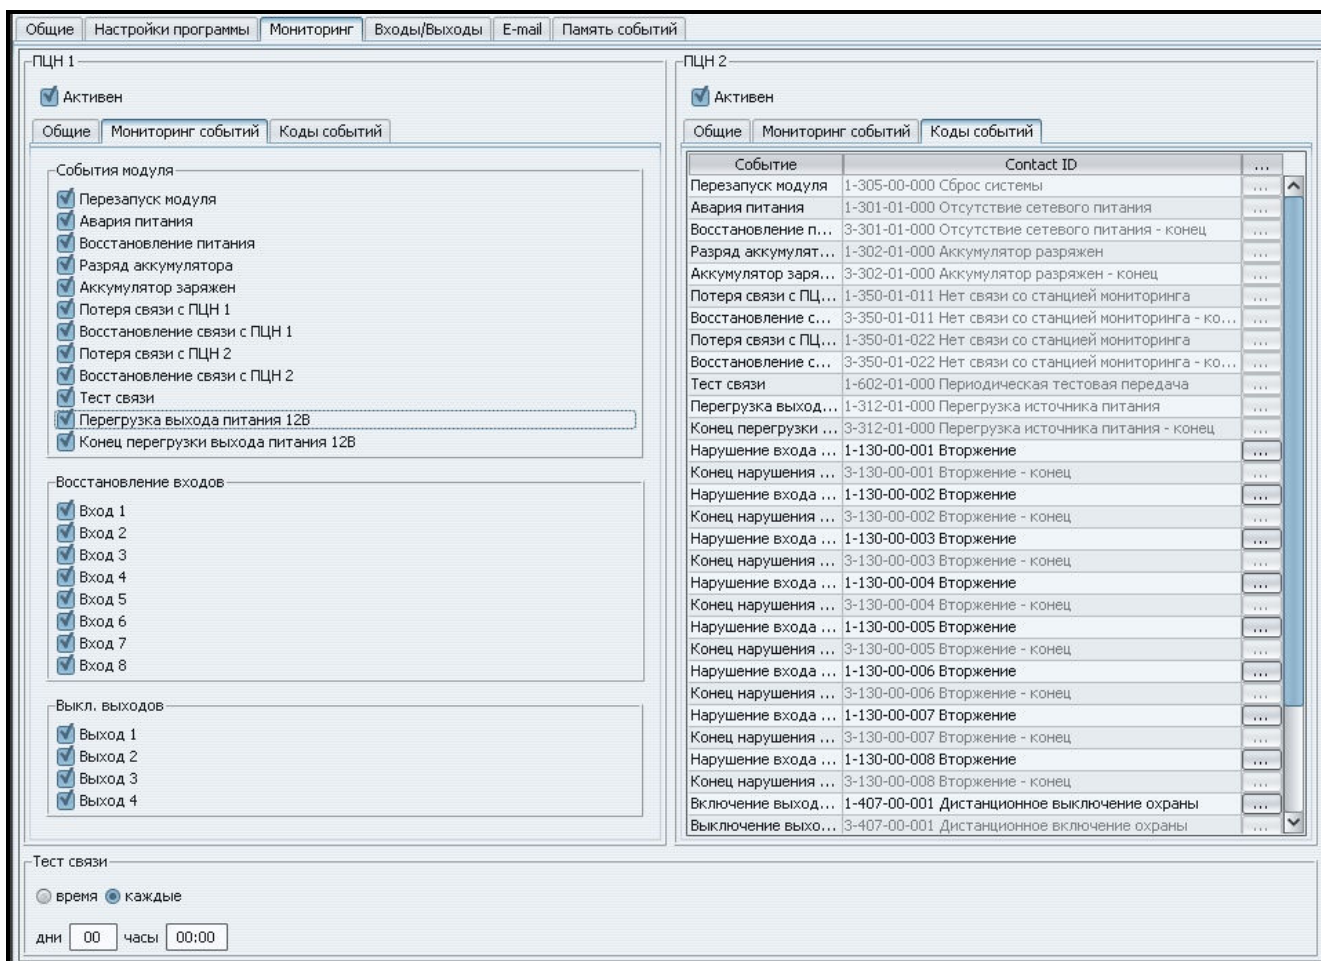 Общие Настройки программы Мониторинг Входы/Выходы E-mail Память событий
ПЦН 1
Активен
Общие Мониторинг событий Коды событий
События модуля
Перезапуск модуля
Авария питания
Восстановление питания
Разряд аккумулятора
Аккумулятор заряжен
Потеря связи с ПЦН 1
Восстановление связи с ПЦН 1
Потеря связи с ПЦН 2
Восстановление связи с ПЦН 2
Тест связи
Перегрузка выхода питания 12В
Конец перегрузки выхода питания 12В
Восстановление входов
Вход 1
Вход 2
Вход 3
Вход 4
Вход 5
Вход 6
Вход 7
Вход 8
Выкл. выходов
Выход 1
Выход 2
Выход 3
Выход 4
ПЦН 2
Активен
Общие Мониторинг событий Коды событий
Событие Contact ID ...
Перезапуск модуля 1-305-00-000 Сброс системы ...
Авария питания 1-301-01-000 Отсутствие сетевого питания ...
Восстановление п... 3-301-01-000 Отсутствие сетевого питания - конец ...
Разряд аккумулят... 1-302-01-000 Аккумулятор разряжен ...
Аккумулятор заря... 3-302-01-000 Аккумулятор разряжен - конец ...
Потеря связи с ПЦ... 1-350-01-011 Нет связи со станцией мониторинга ...
Восстановление с... 3-350-01-011 Нет связи со станцией мониторинга - ко... ...
Потеря связи с ПЦ... 1-350-01-022 Нет связи со станцией мониторинга ...
Восстановление с... 3-350-01-022 Нет связи со станцией мониторинга - ко... ...
Тест связи 1-602-01-000 Периодическая тестовая передача ...
Перегрузка выход... 1-312-01-000 Перегрузка источника питания ...
Конец перегрузки ... 3-312-01-000 Перегрузка источника питания - конец ...
Нарушение входа ... 1-130-00-001 Вторжение ...
Конец нарушения ... 3-130-00-001 Вторжение - конец ...
Нарушение входа ... 1-130-00-002 Вторжение ...
Конец нарушения ... 3-130-00-002 Вторжение - конец ...
Нарушение входа ... 1-130-00-003 Вторжение ...
Конец нарушения ... 3-130-00-003 Вторжение - конец ...
Нарушение входа ... 1-130-00-004 Вторжение ...
Конец нарушения ... 3-130-00-004 Вторжение - конец ...
Нарушение входа ... 1-130-00-005 Вторжение ...
Конец нарушения ... 3-130-00-005 Вторжение - конец ...
Нарушение входа ... 1-130-00-006 Вторжение ...
Конец нарушения ... 3-130-00-006 Вторжение - конец ...
Нарушение входа ... 1-130-00-007 Вторжение ...
Конец нарушения ... 3-130-00-007 Вторжение - конец ...
Нарушение входа ... 1-130-00-008 Вторжение ...
Конец нарушения ... 3-130-00-008 Вторжение - конец ...
Включение выход... 1-407-00-001 Дистанционное выключение охраны ...
Выключение выхо... 3-407-00-001 Дистанционное включение охраны ...
Тест связи
время каждые
дни 00 часы 00:00